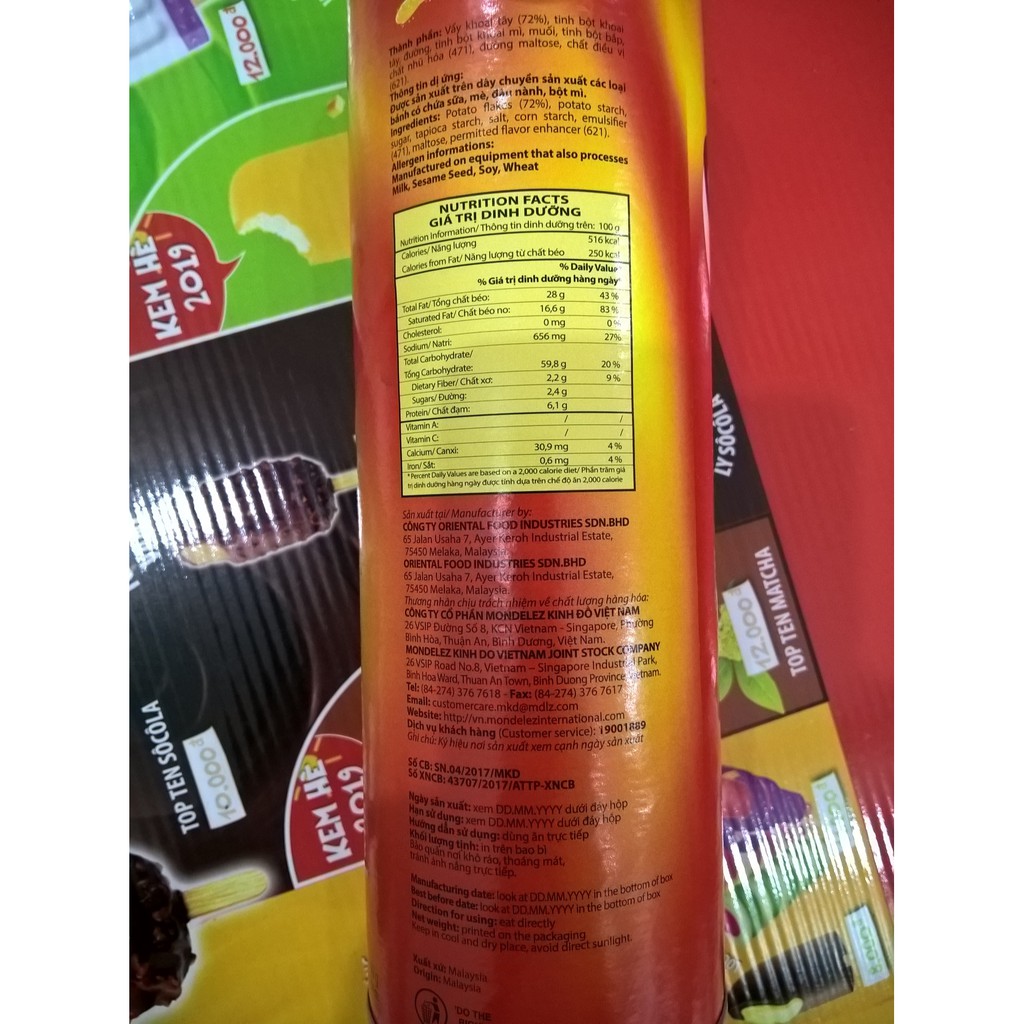 Thành phần: Vẩy khoai tây (72%), tinh bột khoai
tây, đường, tinh bột khoai mì, muối, tinh bột bắp,
chất nhũ hóa (471), đường maltose, chất điều vị
(621).
Thông tin dị ứng:
Được sản xuất trên dây chuyền sản xuất các loại
bánh có chứa sữa, mè, đậu nành, bột mì.
Ingredients: Potato flakes (72%), potato starch,
sugar, tapioca starch, salt, corn starch, emulsifier
(471), maltose, permitted flavor enhancer (621).
Allergen informations:
Manufactured on equipment that also processes
Milk, Sesame Seed, Soy, Wheat
NUTRITION FACTS
GIÁ TRỊ DINH DƯỠNG
Nutrition Information/ Thông tin dinh dưỡng trên: 100 g
Calories/ Năng lượng 516 kcal
Calories from Fat/ Năng lượng từ chất béo 250 kcal
% Daily Value*
% Giá trị dinh dưỡng hàng ngày*
Total Fat/ Tổng chất béo: 28 g 43 %
Saturated Fat/ Chất béo no: 16,6 g 83 %
Cholesterol: 0 mg 0 %
Sodium/ Natri: 656 mg 27%
Total Carbohydrate/
Tổng Carbohydrate: 59,8 g 20 %
Dietary Fiber/ Chất xơ: 2,2 g 9 %
Sugars/ Đường: 2,4 g
Protein/ Chất đạm: 6,1 g
Vitamin A: / /
Vitamin C: / /
Calcium/ Canxi: 30,9 mg 4 %
Iron/ Sắt: 0,6 mg 4 %
* Percent Daily Values are based on a 2,000 calorie diet/ Phần trăm giá
trị dinh dưỡng hàng ngày được tính dựa trên chế độ ăn 2,000 calorie
Sản xuất tại/ Manufacturer by:
CÔNG TY ORIENTAL FOOD INDUSTRIES SDN.BHD
65 Jalan Usaha 7, Ayer Keroh Industrial Estate,
75450 Melaka, Malaysia.
ORIENTAL FOOD INDUSTRIES SDN.BHD
65 Jalan Usaha 7, Ayer Keroh Industrial Estate,
75450 Melaka, Malaysia.
Thương nhân chịu trách nhiệm về chất lượng hàng hóa:
CÔNG TY CỔ PHẦN MONDELEZ KINH ĐÔ VIỆT NAM
26 VSIP Đường Số 8, KCN Vietnam - Singapore, Phường
Bình Hòa, Thuận An, Bình Dương, Việt Nam.
MONDELEZ KINH DO VIETNAM JOINT STOCK COMPANY
26 VSIP Road No.8, Vietnam – Singapore Industrial Park,
Binh Hoa Ward, Thuan An Town, Binh Duong Province, Vietnam.
Tel: (84-274) 376 7618 - Fax: (84-274) 376 7617
Email: customercare.mkd@mdlz.com
Website: http://vn.mondelezinternational.com
Dịch vụ khách hàng (Customer service): 19001889
Ghi chú: Ký hiệu nơi sản xuất xem cạnh ngày sản xuất
Số CB: SN.04/2017/MKD
Số XNCB: 43707/2017/ATTP-XNCB
Ngày sản xuất: xem DD.MM.YYYY dưới đáy hộp
Hạn sử dụng: xem DD.MM.YYYY dưới đáy hộp
Hướng dẫn sử dụng: dùng ăn trực tiếp
Khối lượng tịnh: in trên bao bì
Bảo quản nơi khô ráo, thoáng mát,
tránh ánh nắng trực tiếp.
Manufacturing date: look at DD.MM.YYYY in the bottom of box
Best before date: look at DD.MM.YYYY in the bottom of box
Direction for using: eat directly
Net weight: printed on the packaging
Keep in cool and dry place, avoid direct sunlight.
Xuất xứ: Malaysia
Origin: Malaysia
'DO THE
12.000 đ
KEM HÈ
2019
TOP TEN SÔCÔLA
10.000 đ
KEM HÈ
2019
LY SÔCÔLA
TOP TEN MATCHA
12.000 đ